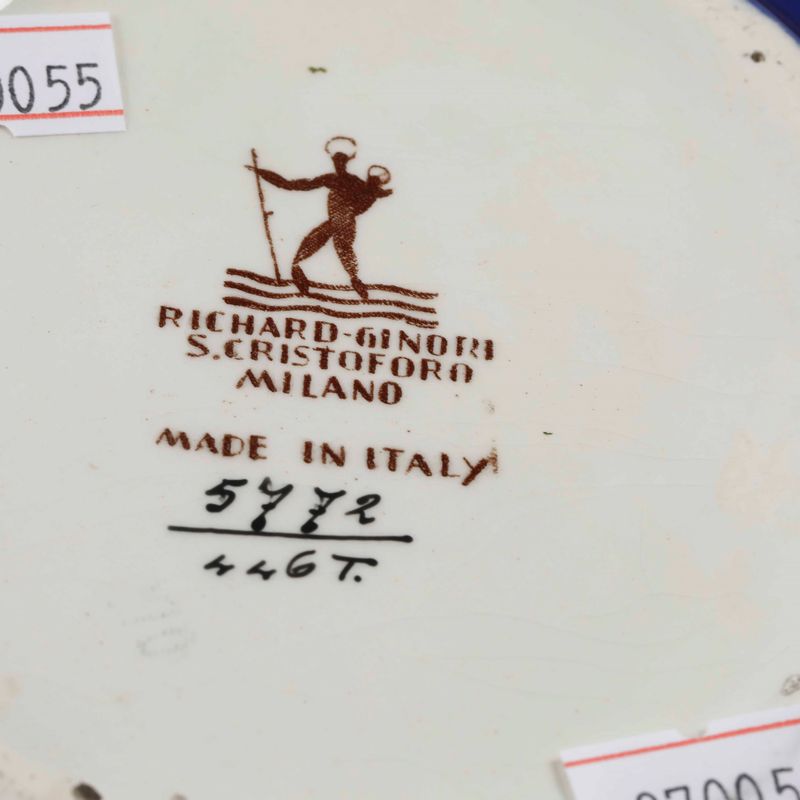 0055
RICHARD-GINORI
S.CRISTOFORO
MILANO
MADE IN ITALY
5772
446T.